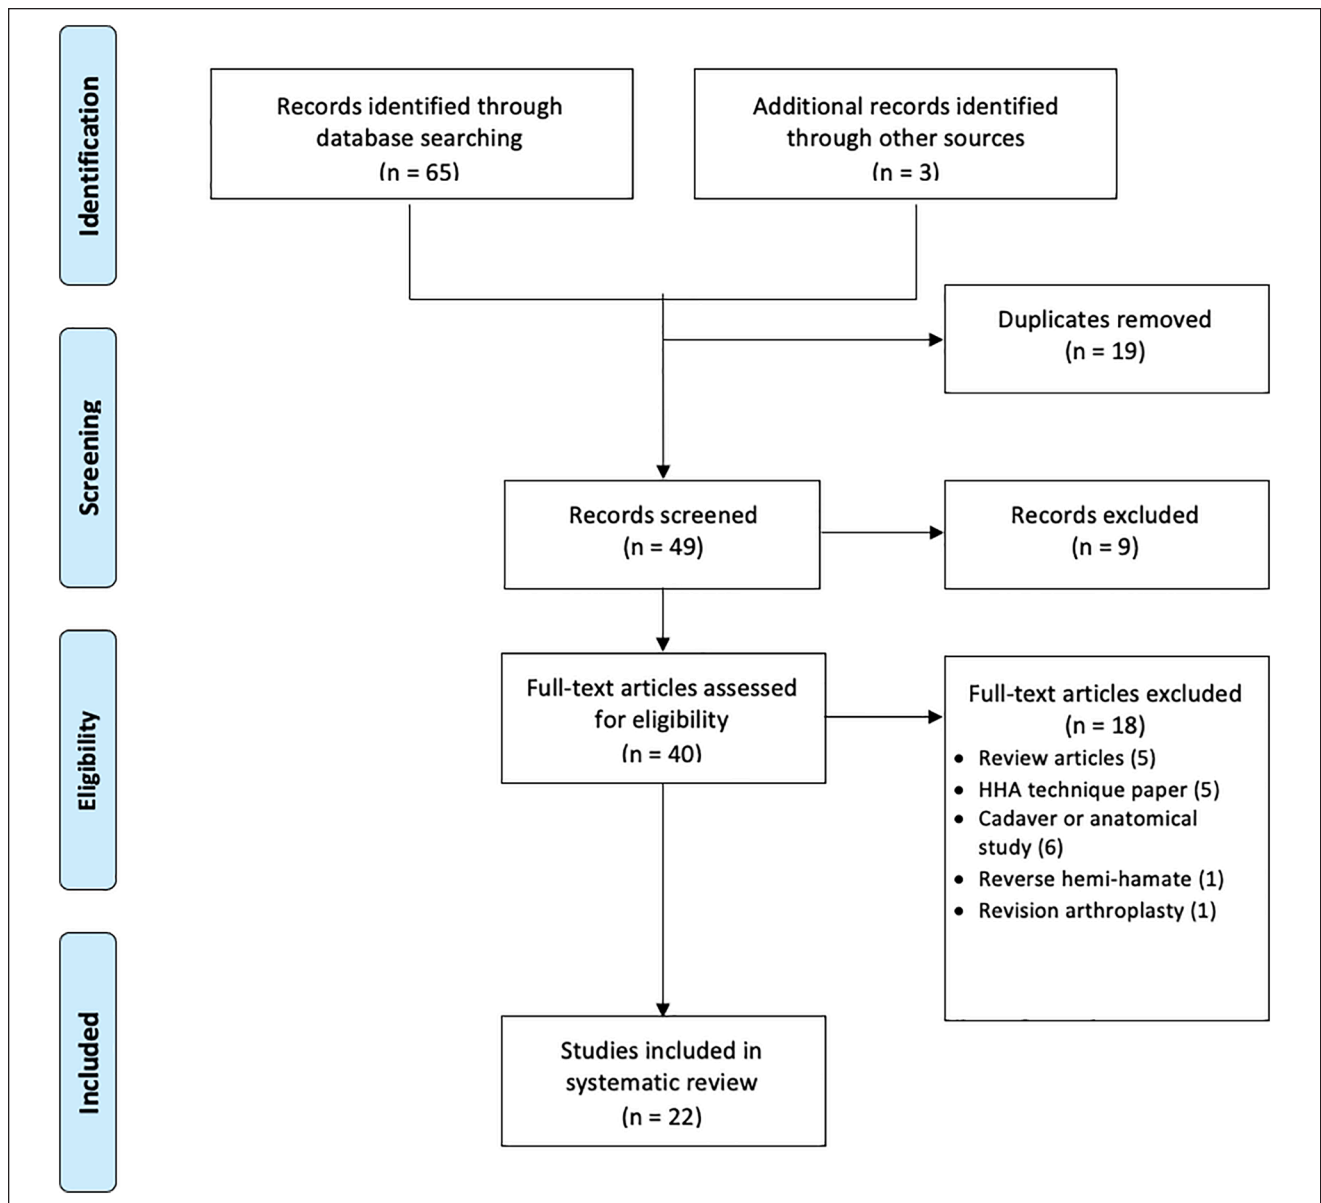 Identification
Records identified through
database searching
(n = 65)
Additional records identified
through other sources
(n = 3)
Duplicates removed
(n = 19)
Screening
Records screened
(n = 49)
Records excluded
(n = 9)
Eligibility
Full-text articles assessed
for eligibility
(n = 40)
Full-text articles excluded
(n = 18)
• Review articles (5)
• HHA technique paper (5)
• Cadaver or anatomical
study (6)
• Reverse hemi-hamate (1)
• Revision arthroplasty (1)
Included
Studies included in
systematic review
(n = 22)